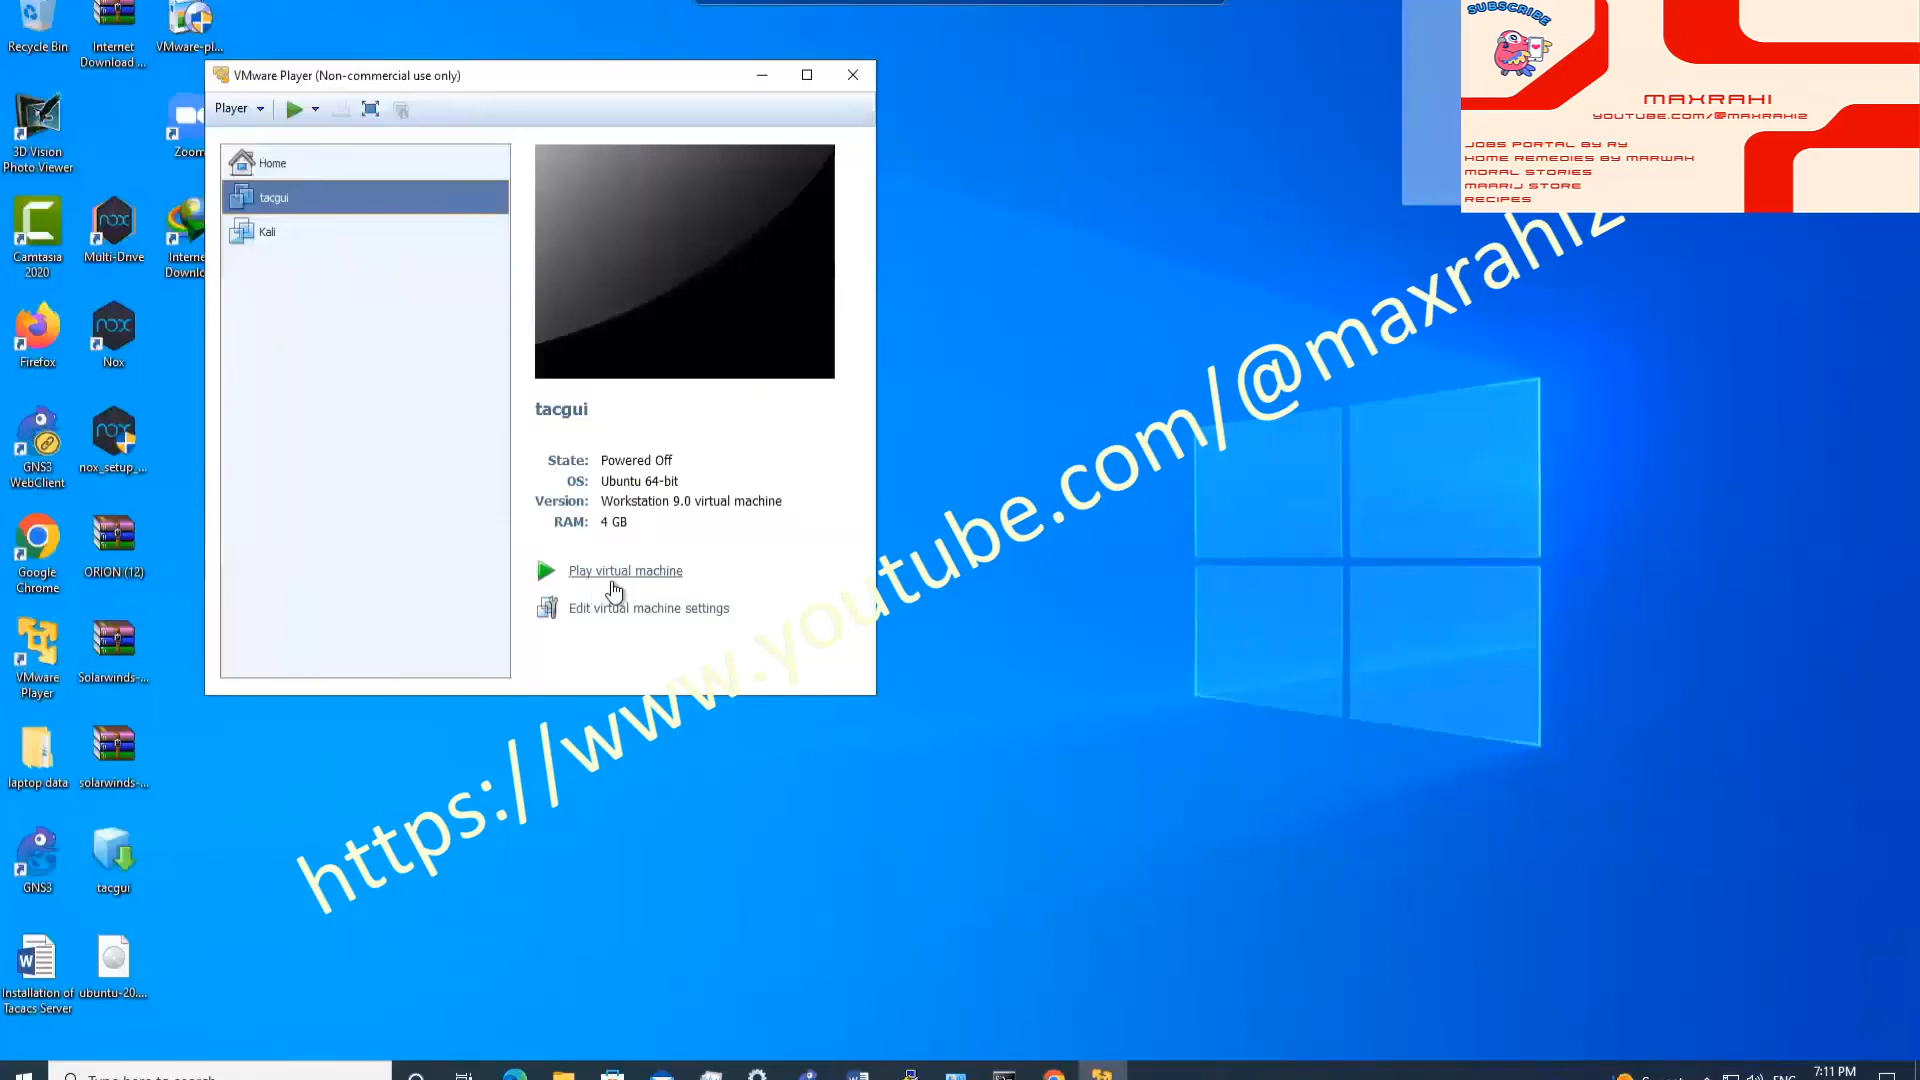 Recycle Bin
Internet Download ...
VMware-pl...
3D Vision Photo Viewer
Zoom
Camtasia 2020
Multi-Drive
Firefox
Nox
GNS3 WebClient
nox_setup_...
Google Chrome
ORION (12)
VMware Player
Solarwinds-...
laptop data
solarwinds-...
GNS3
tacgui
Installation of Tacacs Server
ubuntu-20....
VMware Player (Non-commercial use only)
Player
Home
tacgui
Kali
tacgui
State: Powered Off
OS: Ubuntu 64-bit
Version: Workstation 9.0 virtual machine
RAM: 4 GB
Play virtual machine
Edit virtual machine settings
https://www.youtube.com/@maxrahi2
SUBSCRIBE
MAXRAHI
YOUTUBE.COM/@MAXRAHI2
JOBS PORTAL BY RY
HOME REMEDIES BY MARWAH
MORAL STORIES
MAARIJ STORE
RECIPES
7:11 PM